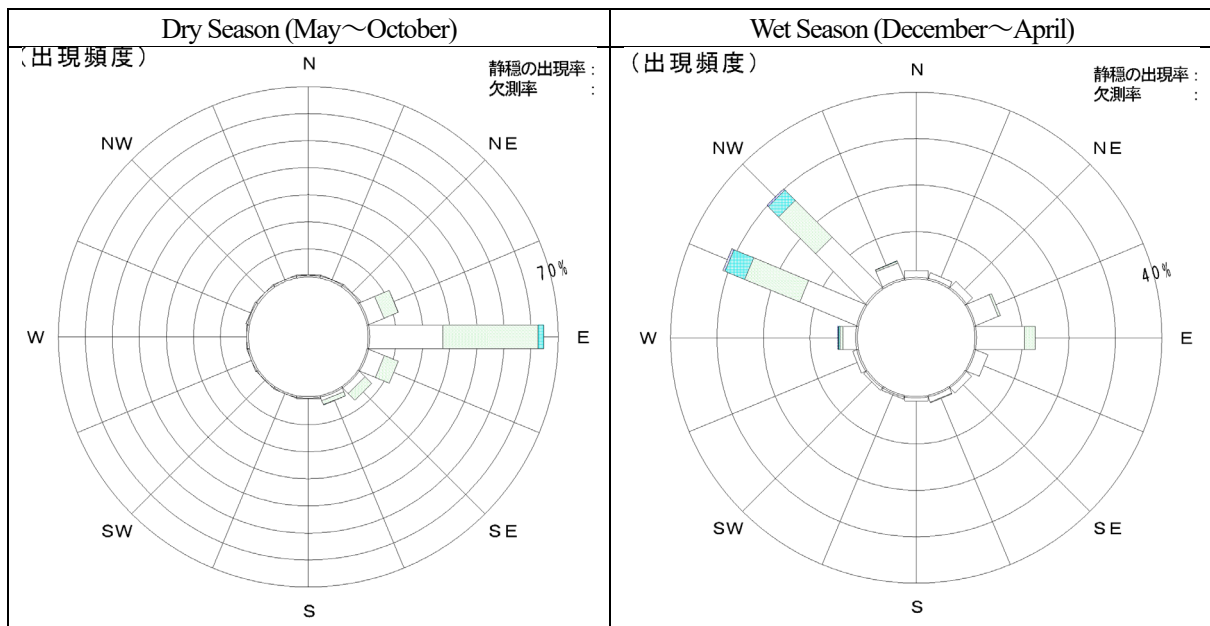 Dry Season (May～October)
Wet Season (December～April)
(出現頻度)
静穏の出現率 :
欠測率 :
N
NW
NE
70%
W
E
SW
SE
S
(出現頻度)
静穏の出現率 :
欠測率 :
N
NW
NE
40%
W
E
SW
SE
S